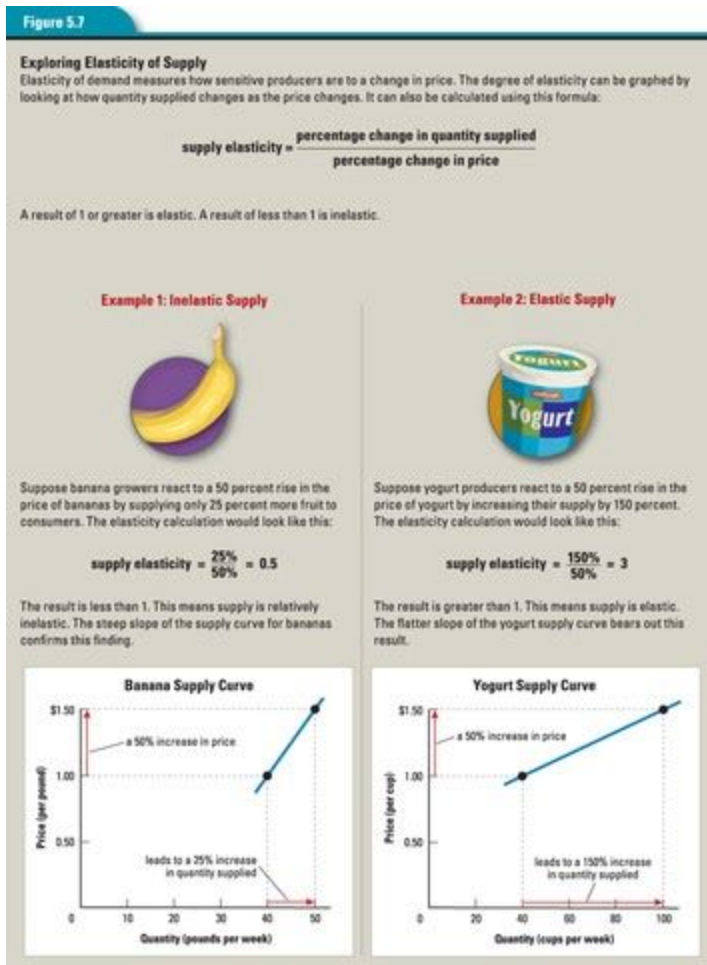 Figure 5.7
Exploring Elasticity of Supply
Elasticity of demand measures how sensitive producers are to a change in price. The degree of elasticity can be graphed by
looking at how quantity supplied changes as the price changes. It can also be calculated using this formula:
supply elasticity = percentage change in quantity supplied
percentage change in price
A result of 1 or greater is elastic. A result of less than 1 is inelastic.
Example 1: Inelastic Supply
Suppose banana growers react to a 50 percent rise in the
price of bananas by supplying only 25 percent more fruit to
consumers. The elasticity calculation would look like this:
supply elasticity = 25%
50% = 0.5
The result is less than 1. This means supply is relatively
inelastic. The steep slope of the supply curve for bananas
confirms this finding.
Banana Supply Curve
$1.50
a 50% increase in price
1.00
Price (per pound)
0.50
leads to a 25% increase
in quantity supplied
0 10 20 30 40 50
Quantity (pounds per week)
Example 2: Elastic Supply
YOGURT
Yogurt
Suppose yogurt producers react to a 50 percent rise in the
price of yogurt by increasing their supply by 150 percent.
The elasticity calculation would look like this:
supply elasticity = 150%
50% = 3
The result is greater than 1. This means supply is elastic.
The flatter slope of the yogurt supply curve bears out this
result.
Yogurt Supply Curve
$1.50
a 50% increase in price
1.00
Price (per cup)
0.50
leads to a 150% increase
in quantity supplied
0 20 40 60 80 100
Quantity (cups per week)